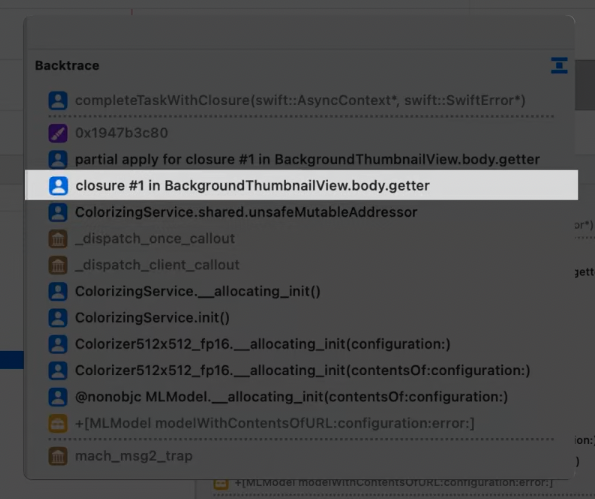 Backtrace
completeTaskWithClosure(swift::AsyncContext*, swift::SwiftError*)
0x1947b3c80
partial apply for closure #1 in BackgroundThumbnailView.body.getter
closure #1 in BackgroundThumbnailView.body.getter
ColorizingService.shared.unsafeMutableAddressor
or*)
_dispatch_once_callout
_dispatch_client_callout
gett
ColorizingService.__allocating_init()
ColorizingService.init()
Colorizer512x512_fp16.__allocating_init(configuration:)
Colorizer512x512_fp16.__allocating_init(contentsOf:configuration:)
@nonobjc MLModel.__allocating_init(contentsOf:configuration:)
+[MLModel modelWithContentsOfURL:configuration:error:]
ion:
)
mach_msg2_trap
+[MLModel modelWithContentsOfURL:configuration:error:]